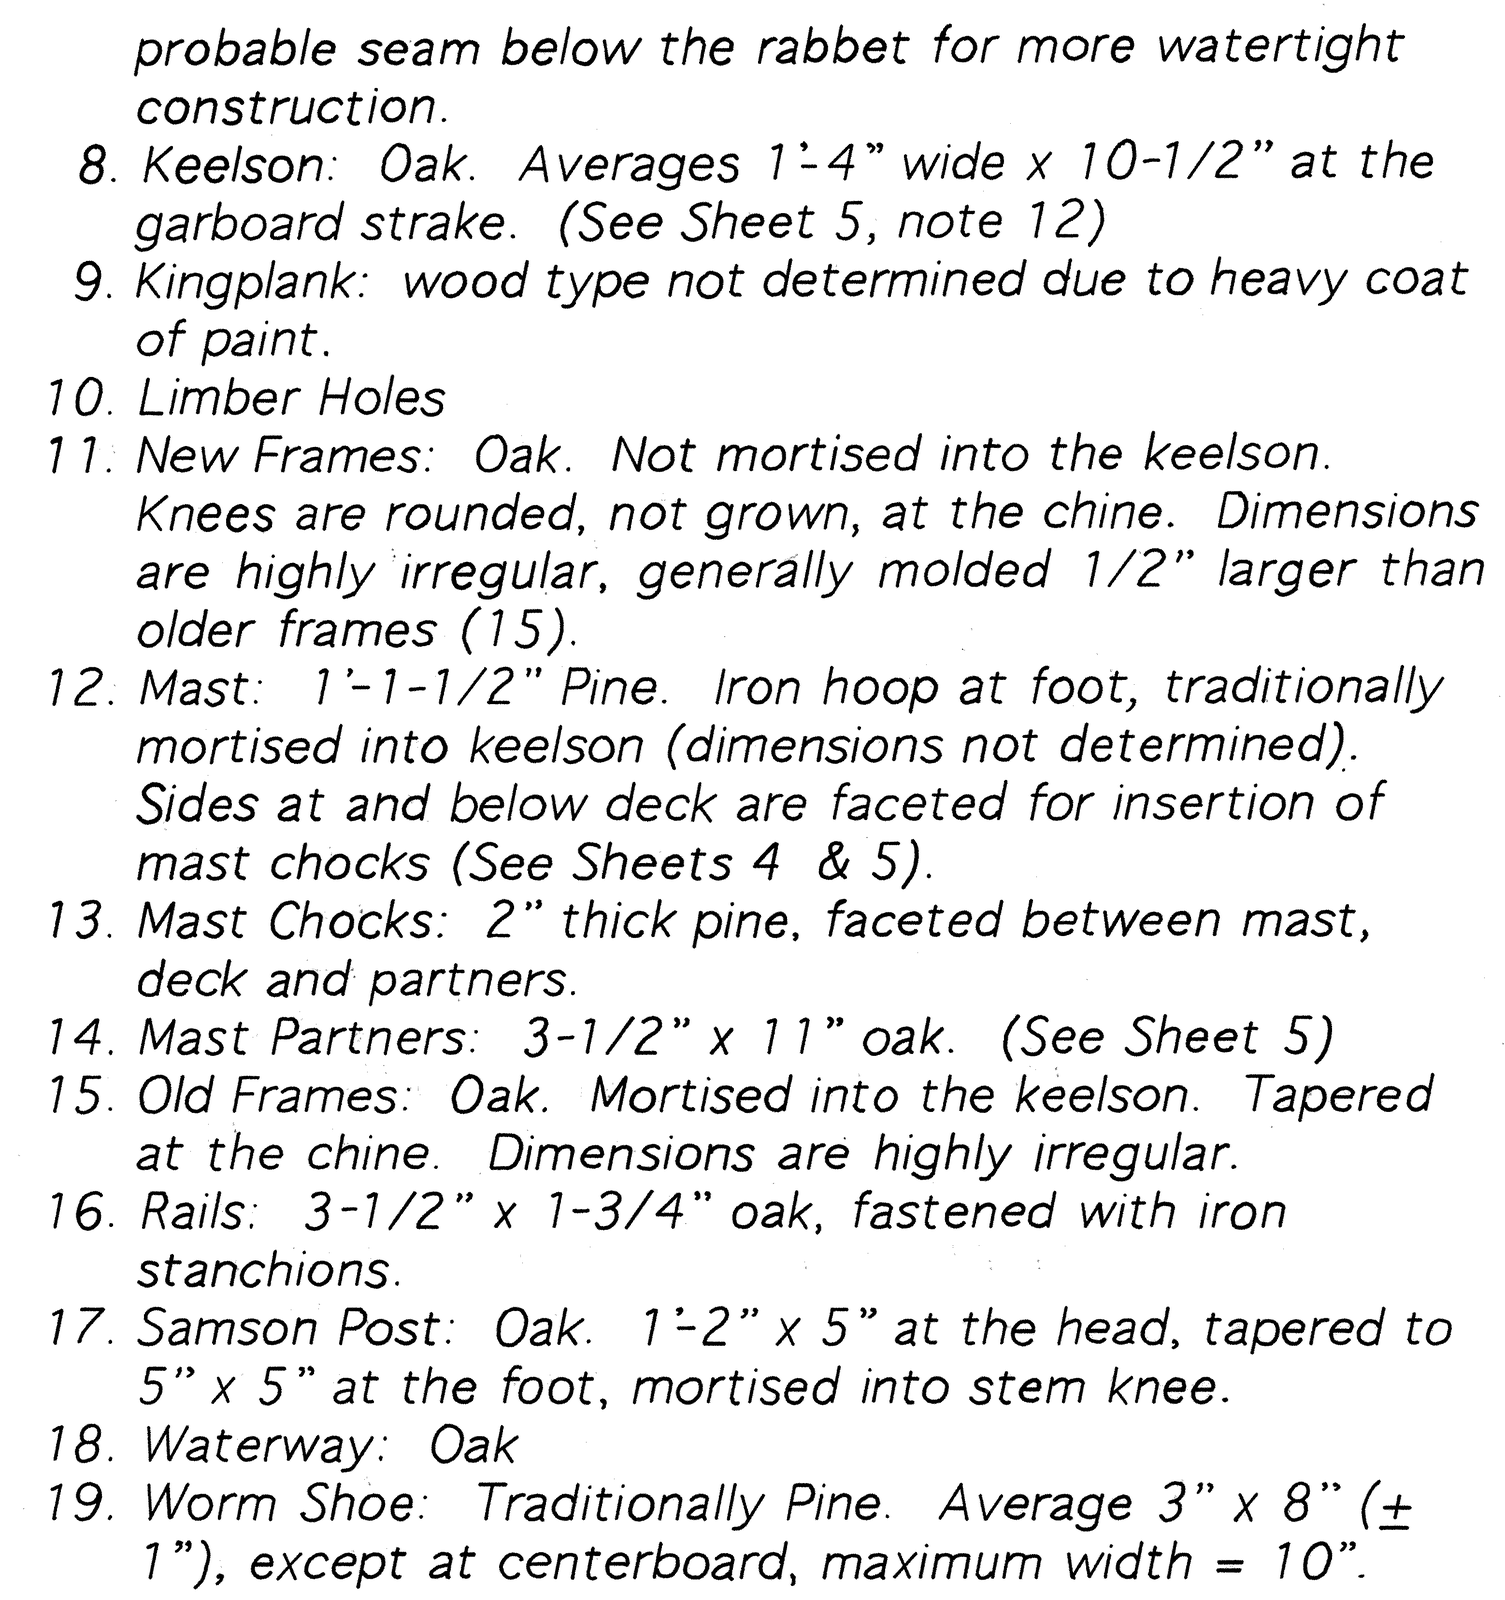 probable seam below the rabbet for more watertight
construction.
8. Keelson: Oak. Averages 1'-4" wide x 10-1/2" at the
garboard strake. (See Sheet 5, note 12)
9. Kingplank: wood type not determined due to heavy coat
of paint.
10. Limber Holes
11. New Frames: Oak. Not mortised into the keelson.
Knees are rounded, not grown, at the chine. Dimensions
are highly irregular, generally molded 1/2" larger than
older frames (15).
12. Mast: 1'-1-1/2" Pine. Iron hoop at foot, traditionally
mortised into keelson (dimensions not determined).
Sides at and below deck are faceted for insertion of
mast chocks (See Sheets 4 & 5).
13. Mast Chocks: 2" thick pine, faceted between mast,
deck and partners.
14. Mast Partners: 3-1/2" x 11" oak. (See Sheet 5)
15. Old Frames: Oak. Mortised into the keelson. Tapered
at the chine. Dimensions are highly irregular.
16. Rails: 3-1/2" x 1-3/4" oak, fastened with iron
stanchions.
17. Samson Post: Oak. 1'-2" x 5" at the head, tapered to
5" x 5" at the foot, mortised into stem knee.
18. Waterway: Oak
19. Worm Shoe: Traditionally Pine. Average 3" x 8" (±
1"), except at centerboard, maximum width = 10".